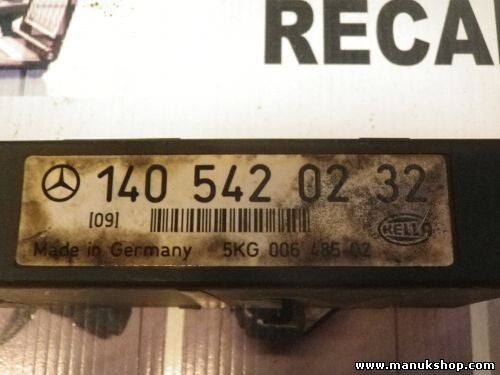 RECA
140 542 02 32
[09]
HELLA
Made in Germany 5KG 006 485-02
www.manukshop.com